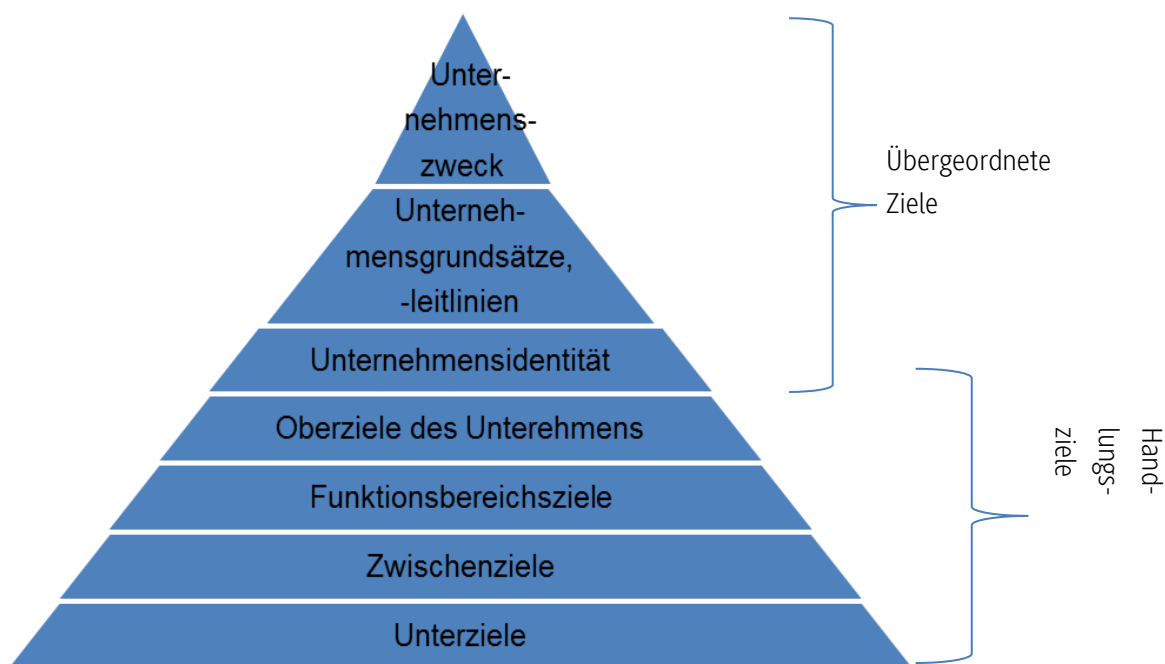 Unter-
nehmens-
zweck
Unterneh-
mensgrundsätze,
-leitlinien
Unternehmensidentität
Oberziele des Unterehmens
Funktionsbereichsziele
Zwischenziele
Unterziele
Übergeordnete
Ziele
Hand-
lungs-
ziele